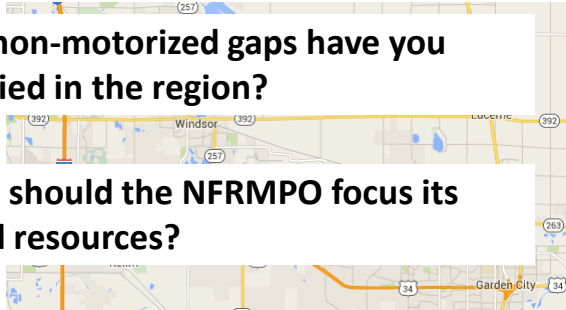 257
non-motorized gaps have you
ied in the region?
392
Windsor
392
Lucerne
392
257
should the NFRMPO focus its
resources?
263
34
Garden City
34